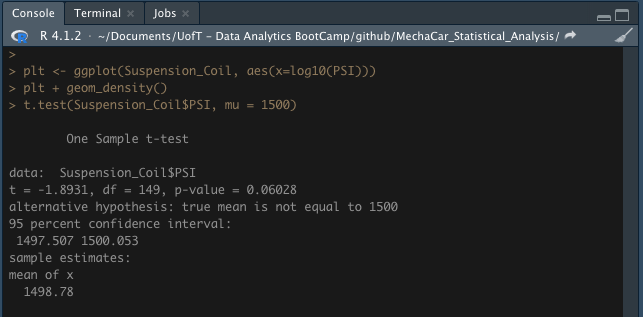 Console Terminal × Jobs ×
R 4.1.2 · ~/Documents/UofT - Data Analytics BootCamp/github/MechaCar_Statistical_Analysis/
>
> plt <- ggplot(Suspension_Coil, aes(x=log10(PSI)))
> plt + geom_density()
> t.test(Suspension_Coil$PSI, mu = 1500)
One Sample t-test
data:  Suspension_Coil$PSI
t = -1.8931, df = 149, p-value = 0.06028
alternative hypothesis: true mean is not equal to 1500
95 percent confidence interval:
1497.507 1500.053
sample estimates:
mean of x
1498.78